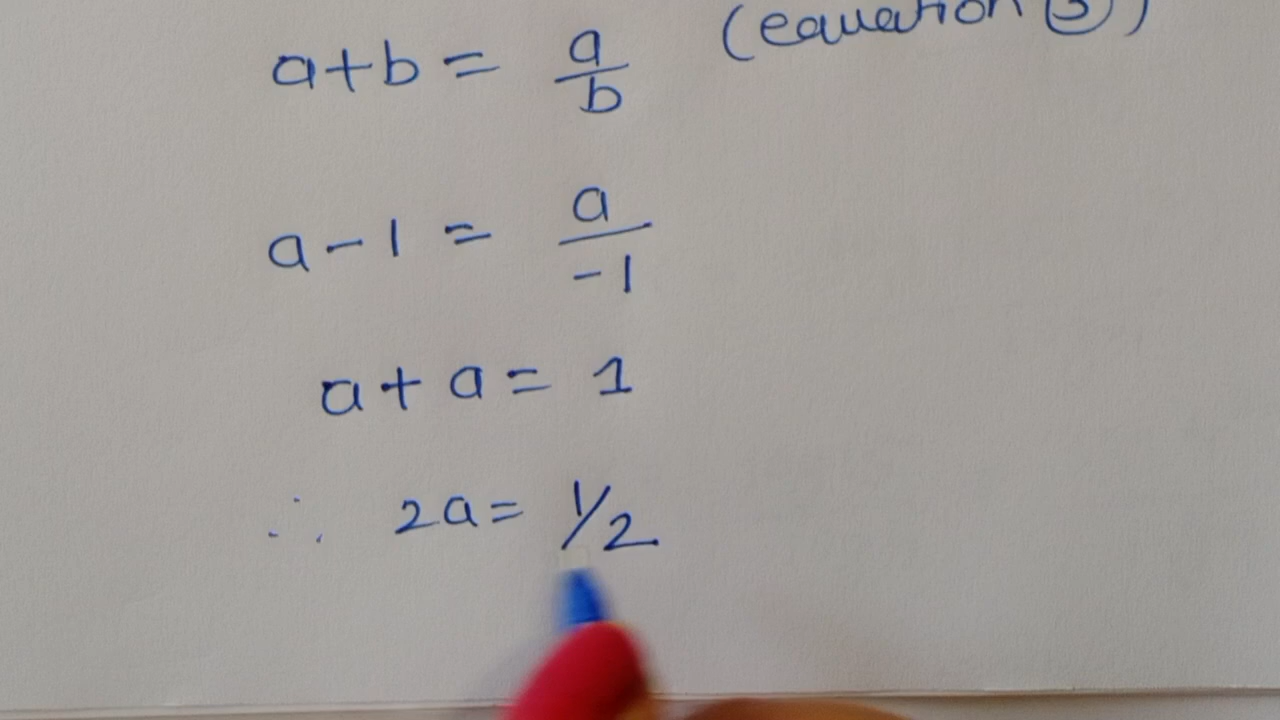 a+b = a/b (equation ③)
a-1 = a/-1
a+a = 1
∴ 2a = 1/2